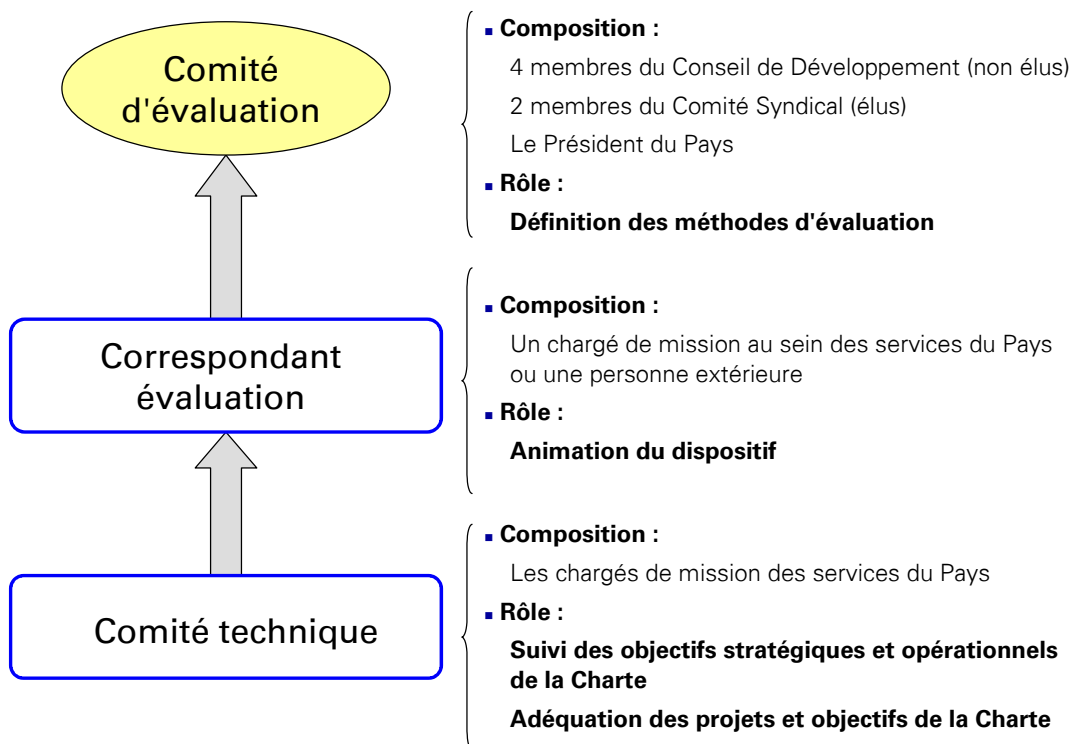 Comité
d'évaluation
▪ Composition :
4 membres du Conseil de Développement (non élus)
2 membres du Comité Syndical (élus)
Le Président du Pays
▪ Rôle :
Définition des méthodes d'évaluation
Correspondant
évaluation
▪ Composition :
Un chargé de mission au sein des services du Pays
ou une personne extérieure
▪ Rôle :
Animation du dispositif
Comité technique
▪ Composition :
Les chargés de mission des services du Pays
▪ Rôle :
Suivi des objectifs stratégiques et opérationnels
de la Charte
Adéquation des projets et objectifs de la Charte